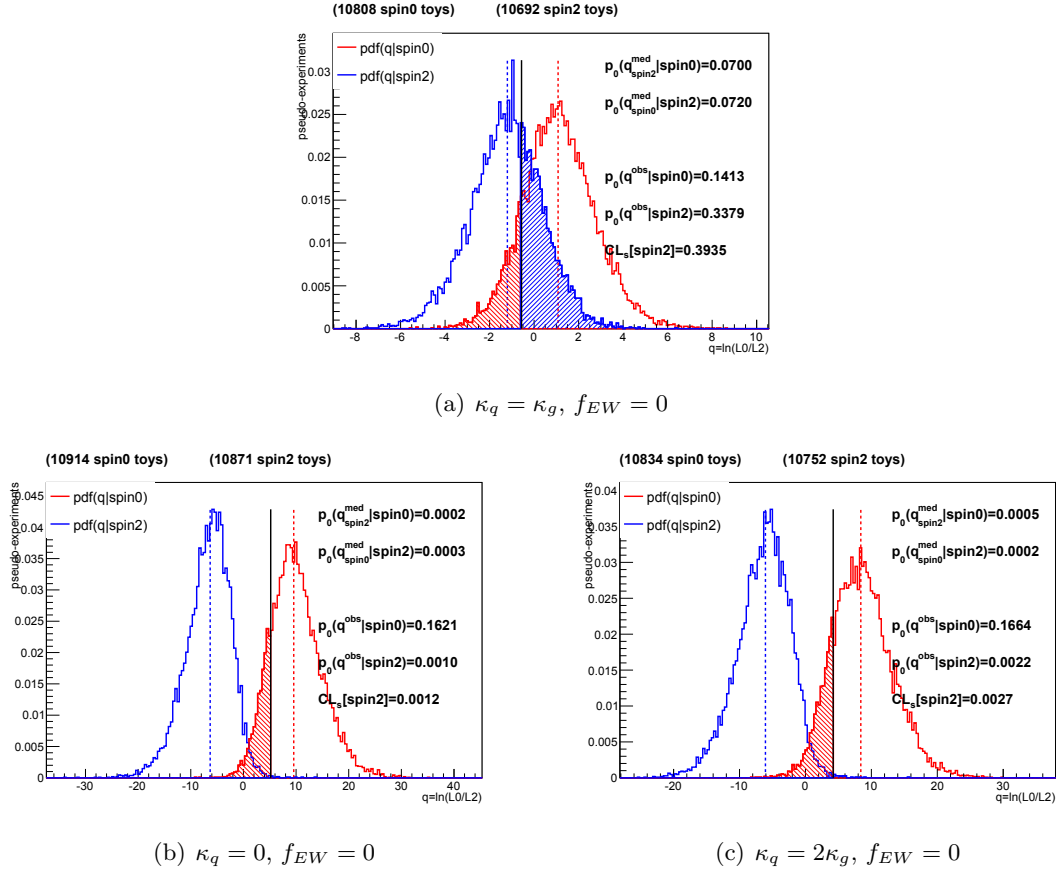 (10808 spin0 toys) (10692 spin2 toys)
pseudo-experiments
pdf(q|spin0)
pdf(q|spin2)
p₀(q^med_spin2|spin0)=0.0700
p₀(q^med_spin0|spin2)=0.0720
p₀(q^obs|spin0)=0.1413
p₀(q^obs|spin2)=0.3379
CLₛ[spin2]=0.3935
0.03
0.025
0.02
0.015
0.01
0.005
0
-8 -6 -4 -2 0 2 4 6 8 10
q=ln(L0/L2)
(a) κ_q = κ_g, f_EW = 0
(10914 spin0 toys) (10871 spin2 toys)
pseudo-experiments
pdf(q|spin0)
pdf(q|spin2)
p₀(q^med_spin2|spin0)=0.0002
p₀(q^med_spin0|spin2)=0.0003
p₀(q^obs|spin0)=0.1621
p₀(q^obs|spin2)=0.0010
CLₛ[spin2]=0.0012
0.045
0.04
0.035
0.03
0.025
0.02
0.015
0.01
0.005
0
-30 -20 -10 0 10 20 30 40
q=ln(L0/L2)
(b) κ_q = 0, f_EW = 0
(10834 spin0 toys) (10752 spin2 toys)
pseudo-experiments
pdf(q|spin0)
pdf(q|spin2)
p₀(q^med_spin2|spin0)=0.0005
p₀(q^med_spin0|spin2)=0.0002
p₀(q^obs|spin0)=0.1664
p₀(q^obs|spin2)=0.0022
CLₛ[spin2]=0.0027
0.04
0.035
0.03
0.025
0.02
0.015
0.01
0.005
0
-20 -10 0 10 20 30
q=ln(L0/L2)
(c) κ_q = 2κ_g, f_EW = 0